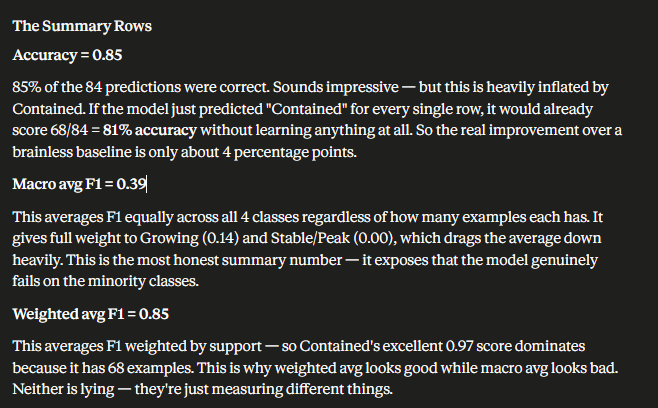 The Summary Rows
Accuracy = 0.85
85% of the 84 predictions were correct. Sounds impressive — but this is heavily inflated by
Contained. If the model just predicted "Contained" for every single row, it would already
score 68/84 = 81% accuracy without learning anything at all. So the real improvement over a
brainless baseline is only about 4 percentage points.
Macro avg F1 = 0.39
This averages F1 equally across all 4 classes regardless of how many examples each has. It
gives full weight to Growing (0.14) and Stable/Peak (0.00), which drags the average down
heavily. This is the most honest summary number — it exposes that the model genuinely
fails on the minority classes.
Weighted avg F1 = 0.85
This averages F1 weighted by support — so Contained's excellent 0.97 score dominates
because it has 68 examples. This is why weighted avg looks good while macro avg looks bad.
Neither is lying — they're just measuring different things.